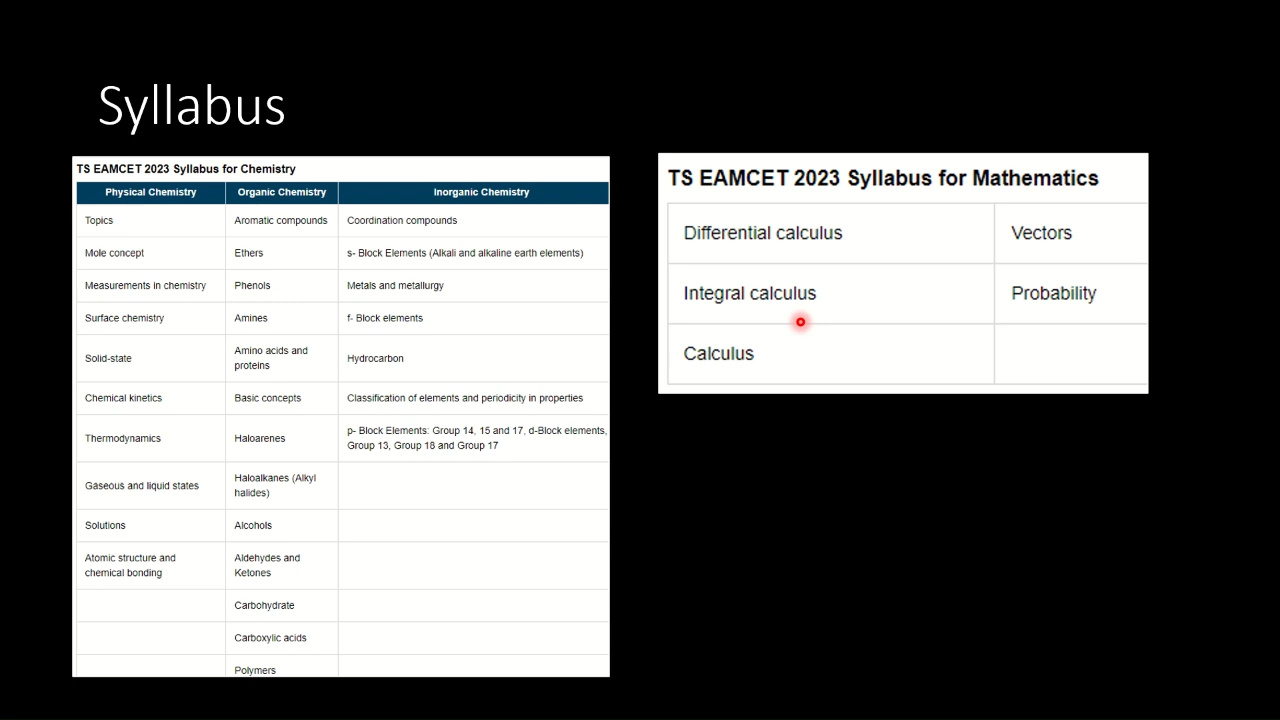 Syllabus
TS EAMCET 2023 Syllabus for Chemistry
Physical Chemistry Organic Chemistry Inorganic Chemistry
Topics Aromatic compounds Coordination compounds
Mole concept Ethers s- Block Elements (Alkali and alkaline earth elements)
Measurements in chemistry Phenols Metals and metallurgy
Surface chemistry Amines f- Block elements
Solid-state Amino acids and proteins Hydrocarbon
Chemical kinetics Basic concepts Classification of elements and periodicity in properties
Thermodynamics Haloarenes p- Block Elements: Group 14, 15 and 17, d-Block elements, Group 13, Group 18 and Group 17
Gaseous and liquid states Haloalkanes (Alkyl halides)
Solutions Alcohols
Atomic structure and chemical bonding Aldehydes and Ketones
Carbohydrate
Carboxylic acids
Polymers
TS EAMCET 2023 Syllabus for Mathematics
Differential calculus Vectors
Integral calculus Probability
Calculus